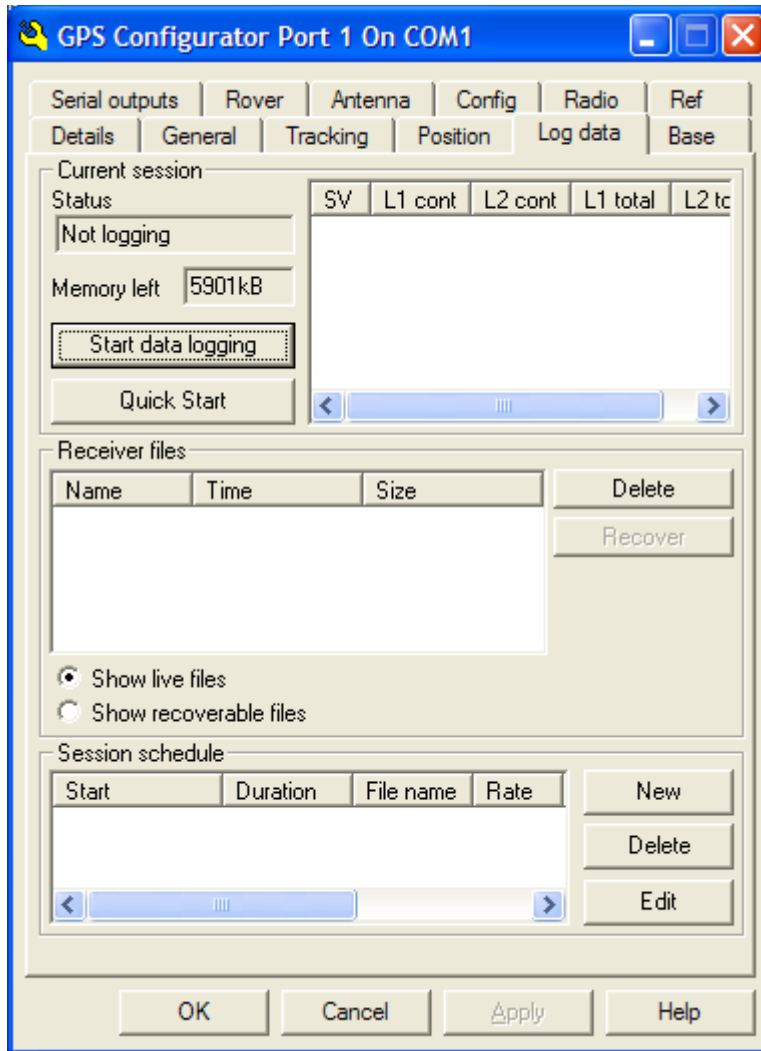 GPS Configurator Port 1 On COM1
Serial outputs Rover Antenna Config Radio Ref
Details General Tracking Position Log data Base
Current session
Status
Not logging
Memory left 5901kB
Start data logging
Quick Start
SV L1 cont L2 cont L1 total L2 tc
Receiver files
Name Time Size
Delete
Recover
Show live files
Show recoverable files
Session schedule
Start Duration File name Rate
New
Delete
Edit
OK Cancel Apply Help